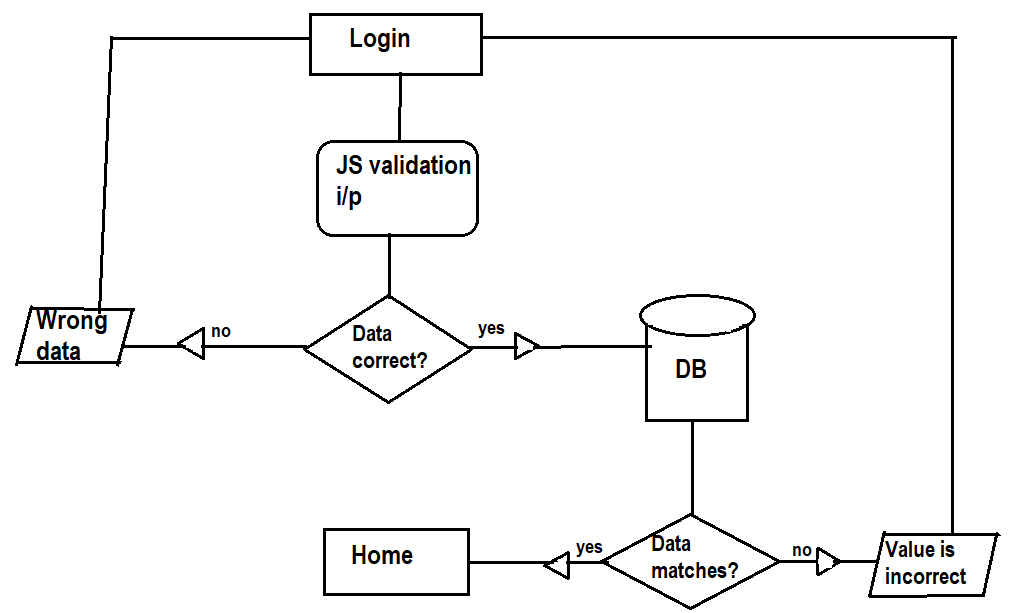 Login
JS validation
i/p
Wrong
data
no
Data
correct?
yes
DB
Home
yes
Data
matches?
no
Value is
incorrect